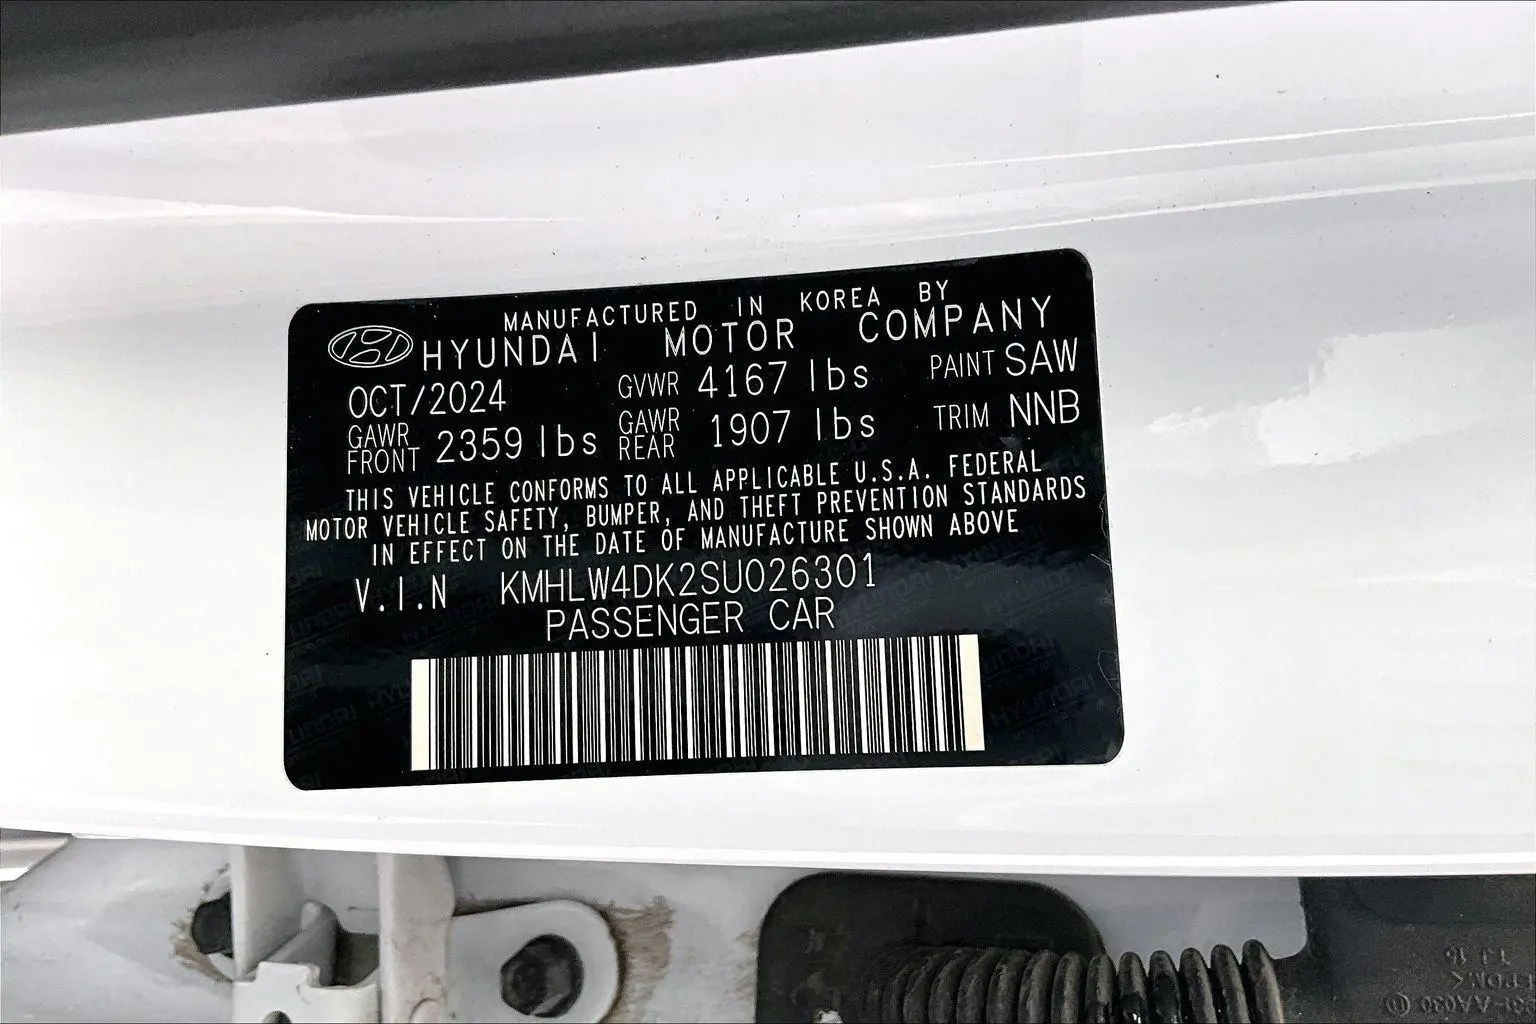 MANUFACTURED IN KOREA BY
HYUNDAI MOTOR COMPANY
OCT/2024 GVWR 4167 lbs PAINT SAW
GAWR FRONT 2359 lbs GAWR REAR 1907 lbs TRIM NNB
THIS VEHICLE CONFORMS TO ALL APPLICABLE U.S.A. FEDERAL
MOTOR VEHICLE SAFETY, BUMPER, AND THEFT PREVENTION STANDARDS
IN EFFECT ON THE DATE OF MANUFACTURE SHOWN ABOVE
V.I.N KMHLW4DK2SU026301
PASSENGER CAR